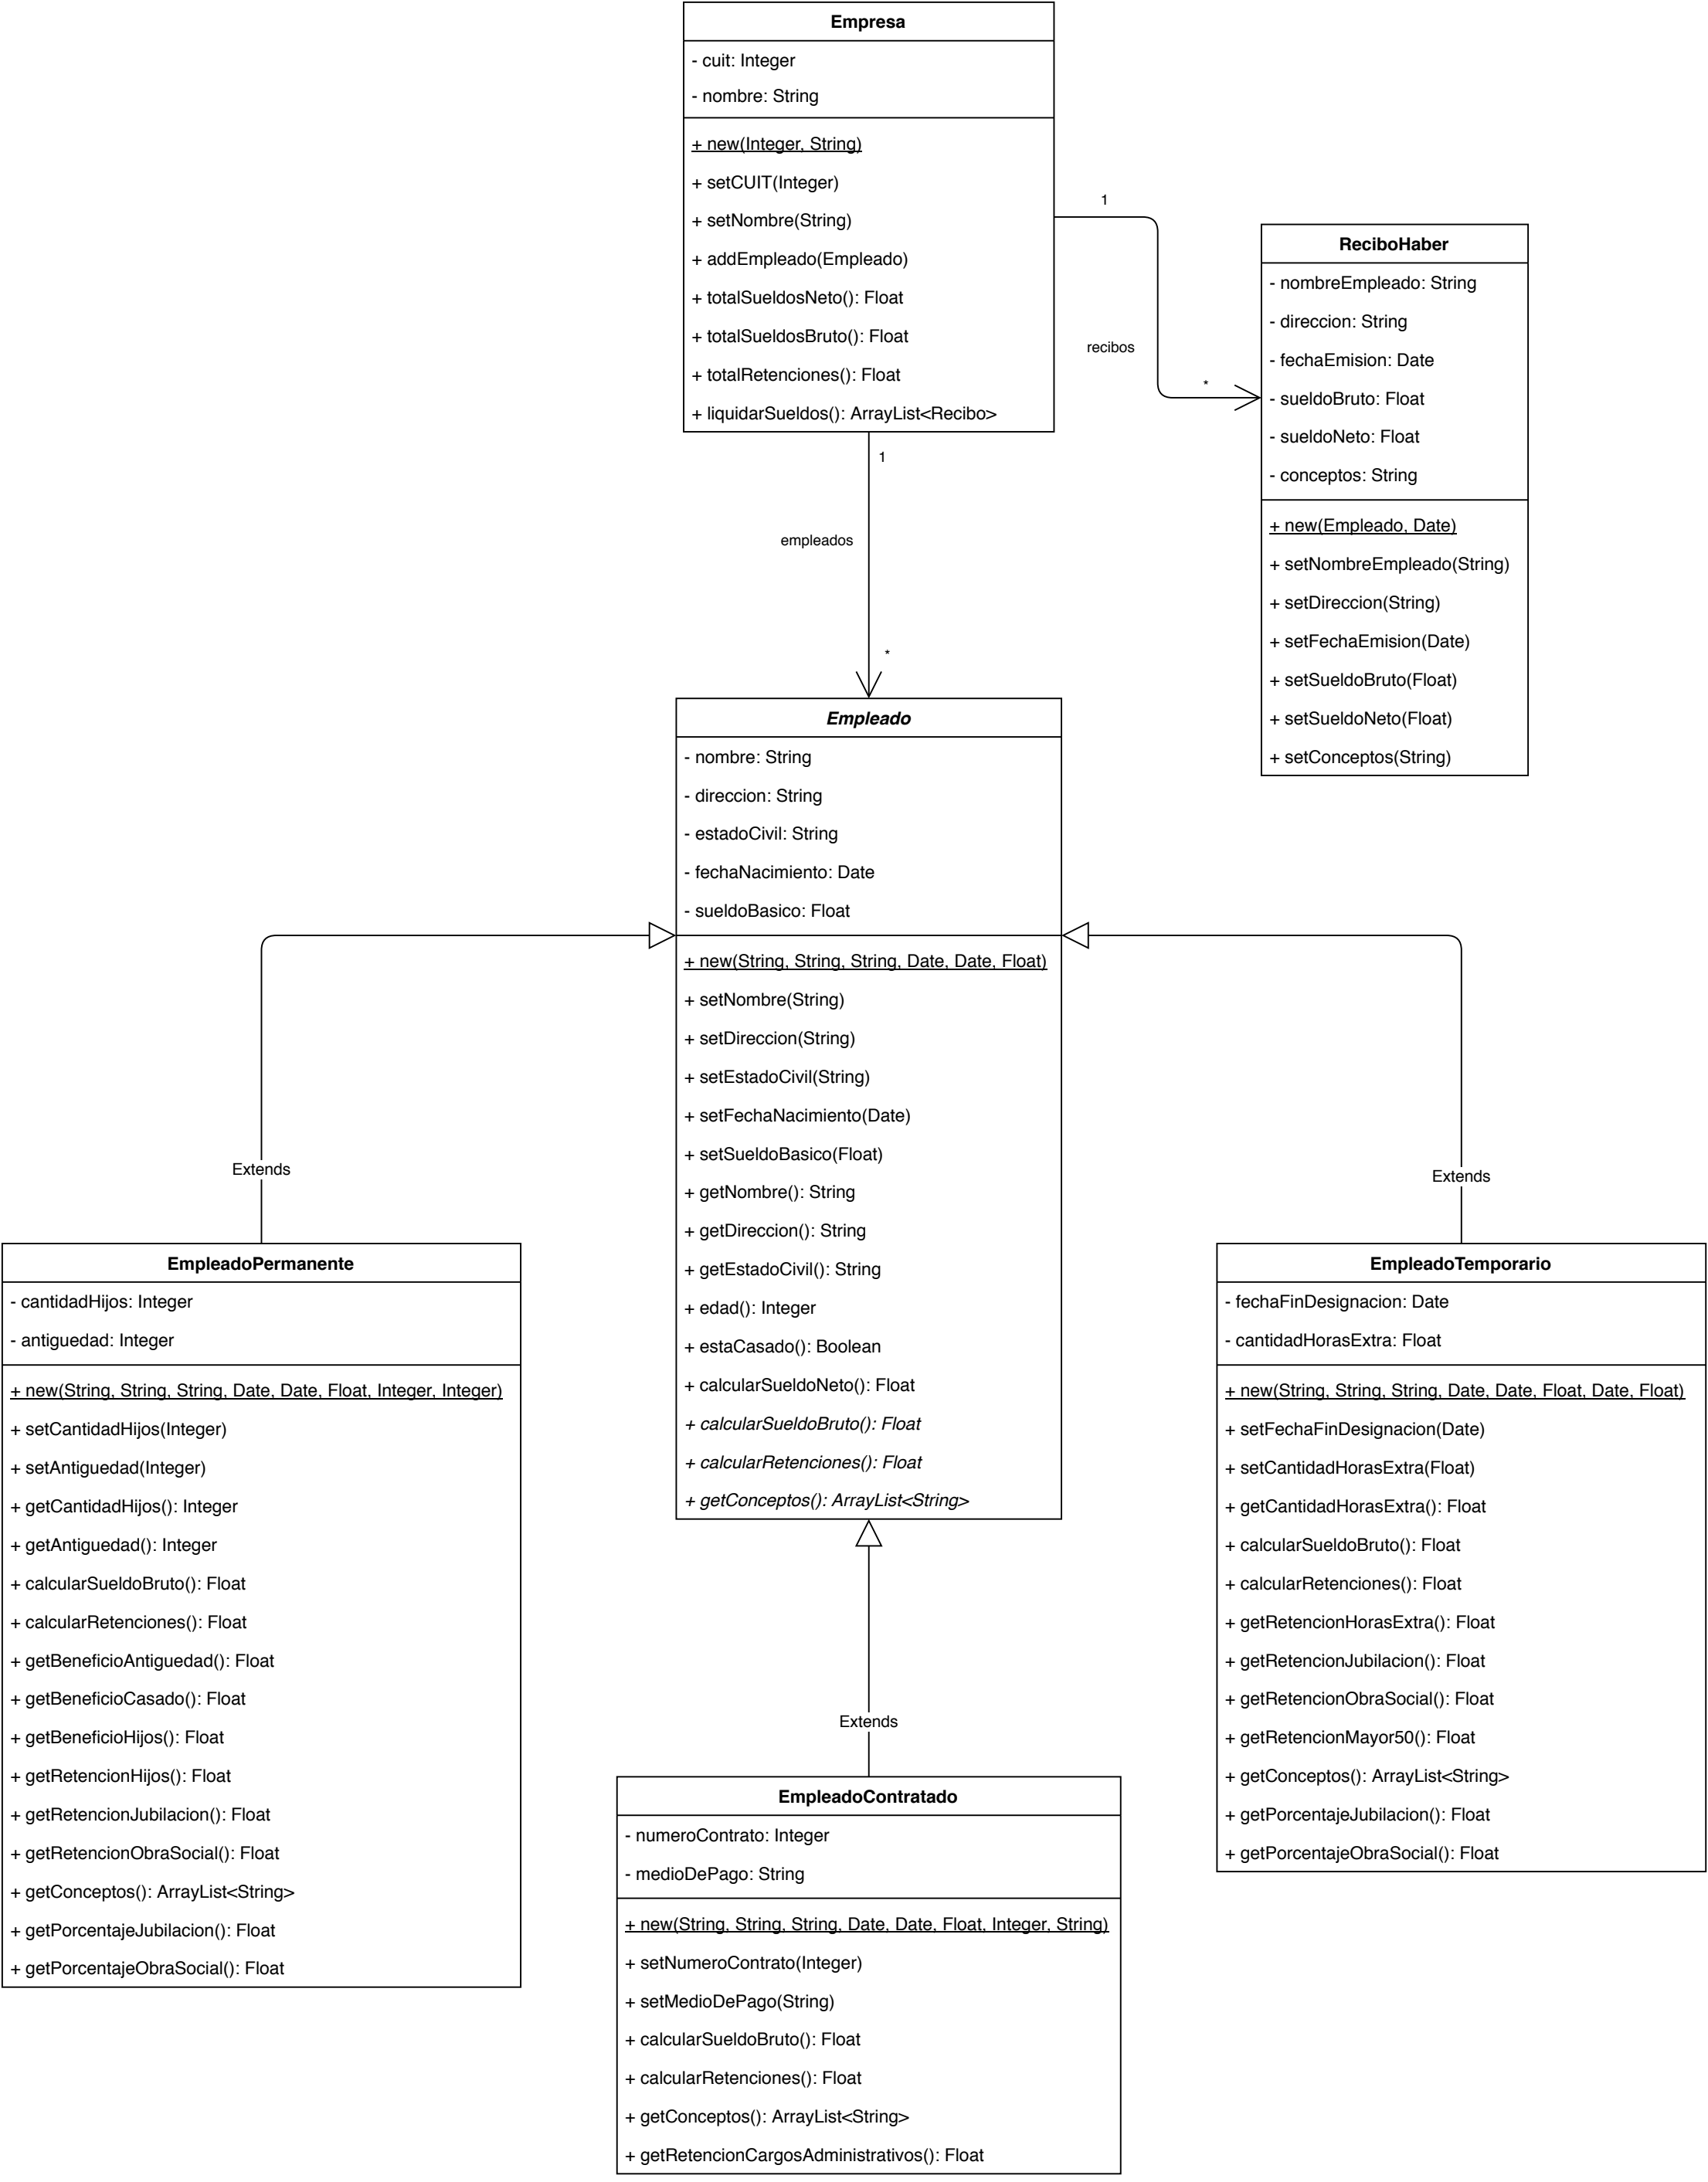 Empresa
- cuit: Integer
- nombre: String
+ new(Integer, String)
+ setCUIT(Integer)
+ setNombre(String)
+ addEmpleado(Empleado)
+ totalSueldosNeto(): Float
+ totalSueldosBruto(): Float
+ totalRetenciones(): Float
+ liquidarSueldos(): ArrayList<Recibo>
1
recibos
*
ReciboHaber
- nombreEmpleado: String
- direccion: String
- fechaEmision: Date
- sueldoBruto: Float
- sueldoNeto: Float
- conceptos: String
+ new(Empleado, Date)
+ setNombreEmpleado(String)
+ setDireccion(String)
+ setFechaEmision(Date)
+ setSueldoBruto(Float)
+ setSueldoNeto(Float)
+ setConceptos(String)
1
empleados
*
Empleado
- nombre: String
- direccion: String
- estadoCivil: String
- fechaNacimiento: Date
- sueldoBasico: Float
+ new(String, String, String, Date, Date, Float)
+ setNombre(String)
+ setDireccion(String)
+ setEstadoCivil(String)
+ setFechaNacimiento(Date)
+ setSueldoBasico(Float)
+ getNombre(): String
+ getDireccion(): String
+ getEstadoCivil(): String
+ edad(): Integer
+ estaCasado(): Boolean
+ calcularSueldoNeto(): Float
+ calcularSueldoBruto(): Float
+ calcularRetenciones(): Float
+ getConceptos(): ArrayList<String>
Extends
EmpleadoPermanente
- cantidadHijos: Integer
- antiguedad: Integer
+ new(String, String, String, Date, Date, Float, Integer, Integer)
+ setCantidadHijos(Integer)
+ setAntiguedad(Integer)
+ getCantidadHijos(): Integer
+ getAntiguedad(): Integer
+ calcularSueldoBruto(): Float
+ calcularRetenciones(): Float
+ getBeneficioAntiguedad(): Float
+ getBeneficioCasado(): Float
+ getBeneficioHijos(): Float
+ getRetencionHijos(): Float
+ getRetencionJubilacion(): Float
+ getRetencionObraSocial(): Float
+ getConceptos(): ArrayList<String>
+ getPorcentajeJubilacion(): Float
+ getPorcentajeObraSocial(): Float
Extends
EmpleadoContratado
- numeroContrato: Integer
- medioDePago: String
+ new(String, String, String, Date, Date, Float, Integer, String)
+ setNumeroContrato(Integer)
+ setMedioDePago(String)
+ calcularSueldoBruto(): Float
+ calcularRetenciones(): Float
+ getConceptos(): ArrayList<String>
+ getRetencionCargosAdministrativos(): Float
Extends
EmpleadoTemporario
- fechaFinDesignacion: Date
- cantidadHorasExtra: Float
+ new(String, String, String, Date, Date, Float, Date, Float)
+ setFechaFinDesignacion(Date)
+ setCantidadHorasExtra(Float)
+ getCantidadHorasExtra(): Float
+ calcularSueldoBruto(): Float
+ calcularRetenciones(): Float
+ getRetencionHorasExtra(): Float
+ getRetencionJubilacion(): Float
+ getRetencionObraSocial(): Float
+ getRetencionMayor50(): Float
+ getConceptos(): ArrayList<String>
+ getPorcentajeJubilacion(): Float
+ getPorcentajeObraSocial(): Float